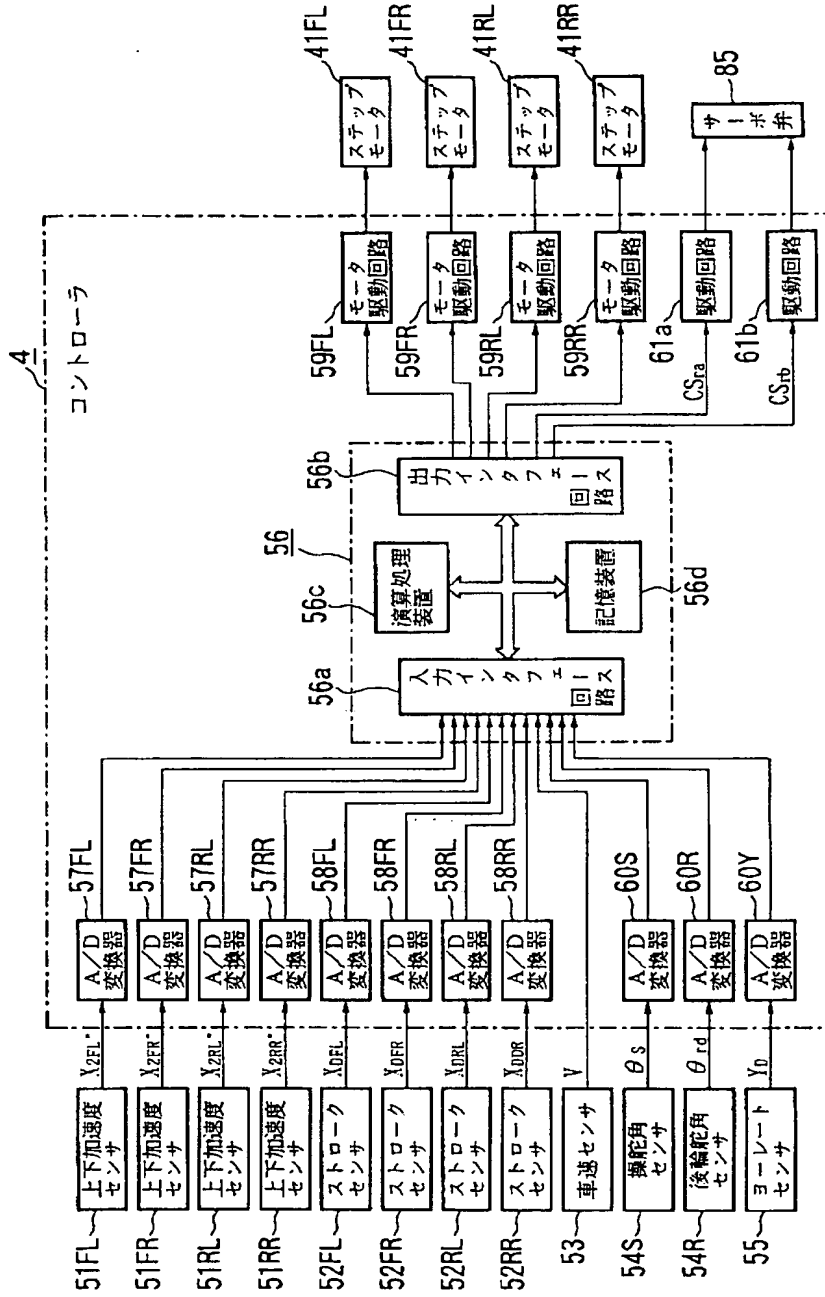 4
コントローラ
51FL
上下加速度
センサ
X2FL¨
57FL
A/D
変換器
51FR
上下加速度
センサ
X2FR¨
57FR
A/D
変換器
51RL
上下加速度
センサ
X2RL¨
57RL
A/D
変換器
51RR
上下加速度
センサ
X2RR¨
57RR
A/D
変換器
52FL
ストローク
センサ
XDFL
58FL
A/D
変換器
52FR
ストローク
センサ
XDFR
58FR
A/D
変換器
52RL
ストローク
センサ
XDRL
58RL
A/D
変換器
52RR
ストローク
センサ
XDDR
58RR
A/D
変換器
53
車速センサ
V
54S
操舵角
センサ
θS
60S
A/D
変換器
54R
後輪舵角
センサ
θrd
60R
A/D
変換器
55
ヨーレート
センサ
YD
60Y
A/D
変換器
56
56a
入力インタフェース
回路
56c
演算処理
装置
56d
記憶装置
56b
出力インタフェース
回路
59FL
モータ
駆動回路
41FL
ステップ
モータ
59FR
モータ
駆動回路
41FR
ステップ
モータ
59RL
モータ
駆動回路
41RL
ステップ
モータ
59RR
モータ
駆動回路
41RR
ステップ
モータ
CSra
61a
駆動回路
CSrb
61b
駆動回路
85
サーボ弁